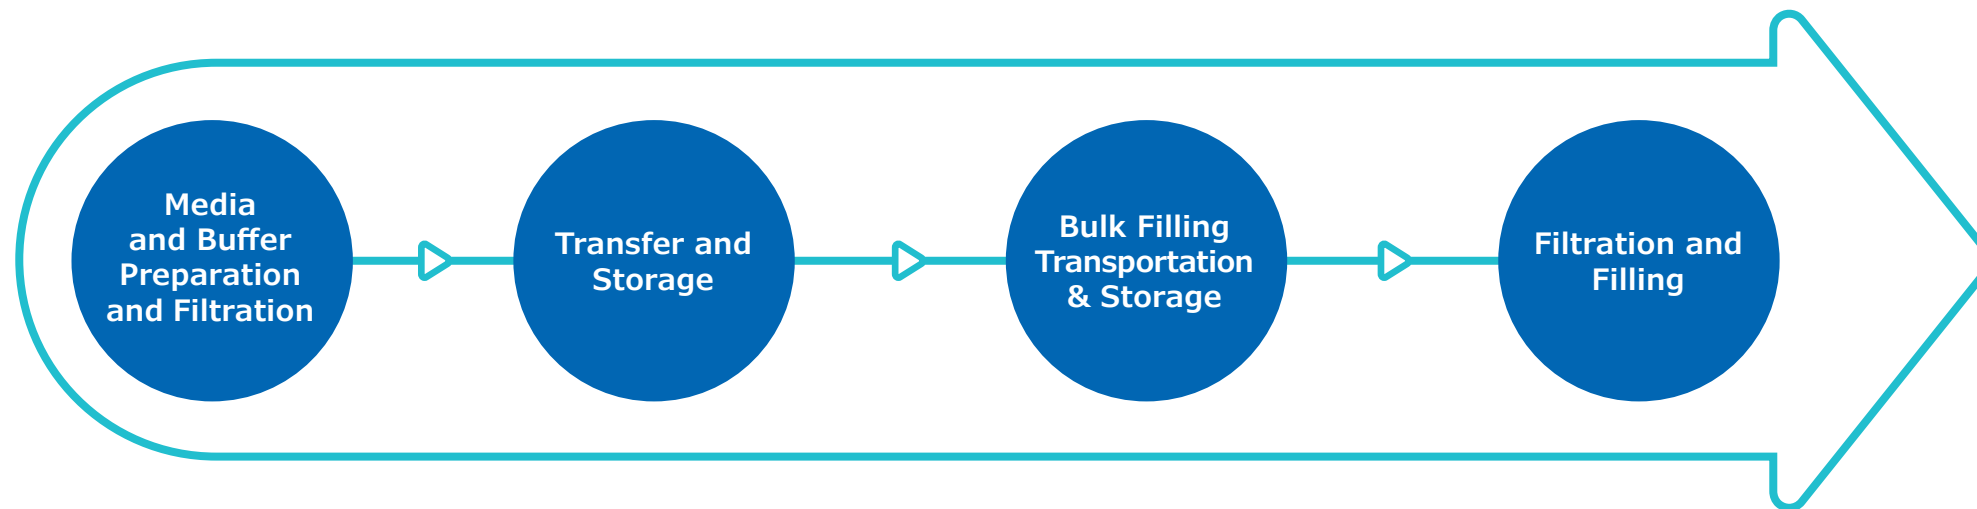 Media
and Buffer
Preparation
and Filtration
Transfer and
Storage
Bulk Filling
Transportation
& Storage
Filtration and
Filling